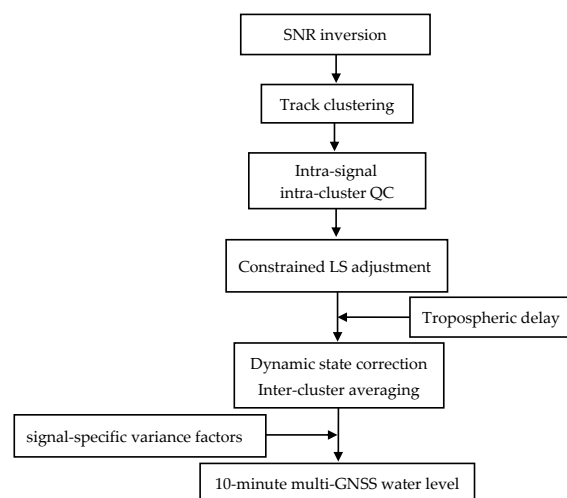 SNR inversion
Track clustering
Intra-signal
intra-cluster QC
Constrained LS adjustment
Tropospheric delay
Dynamic state correction
Inter-cluster averaging
signal-specific variance factors
10-minute multi-GNSS water level